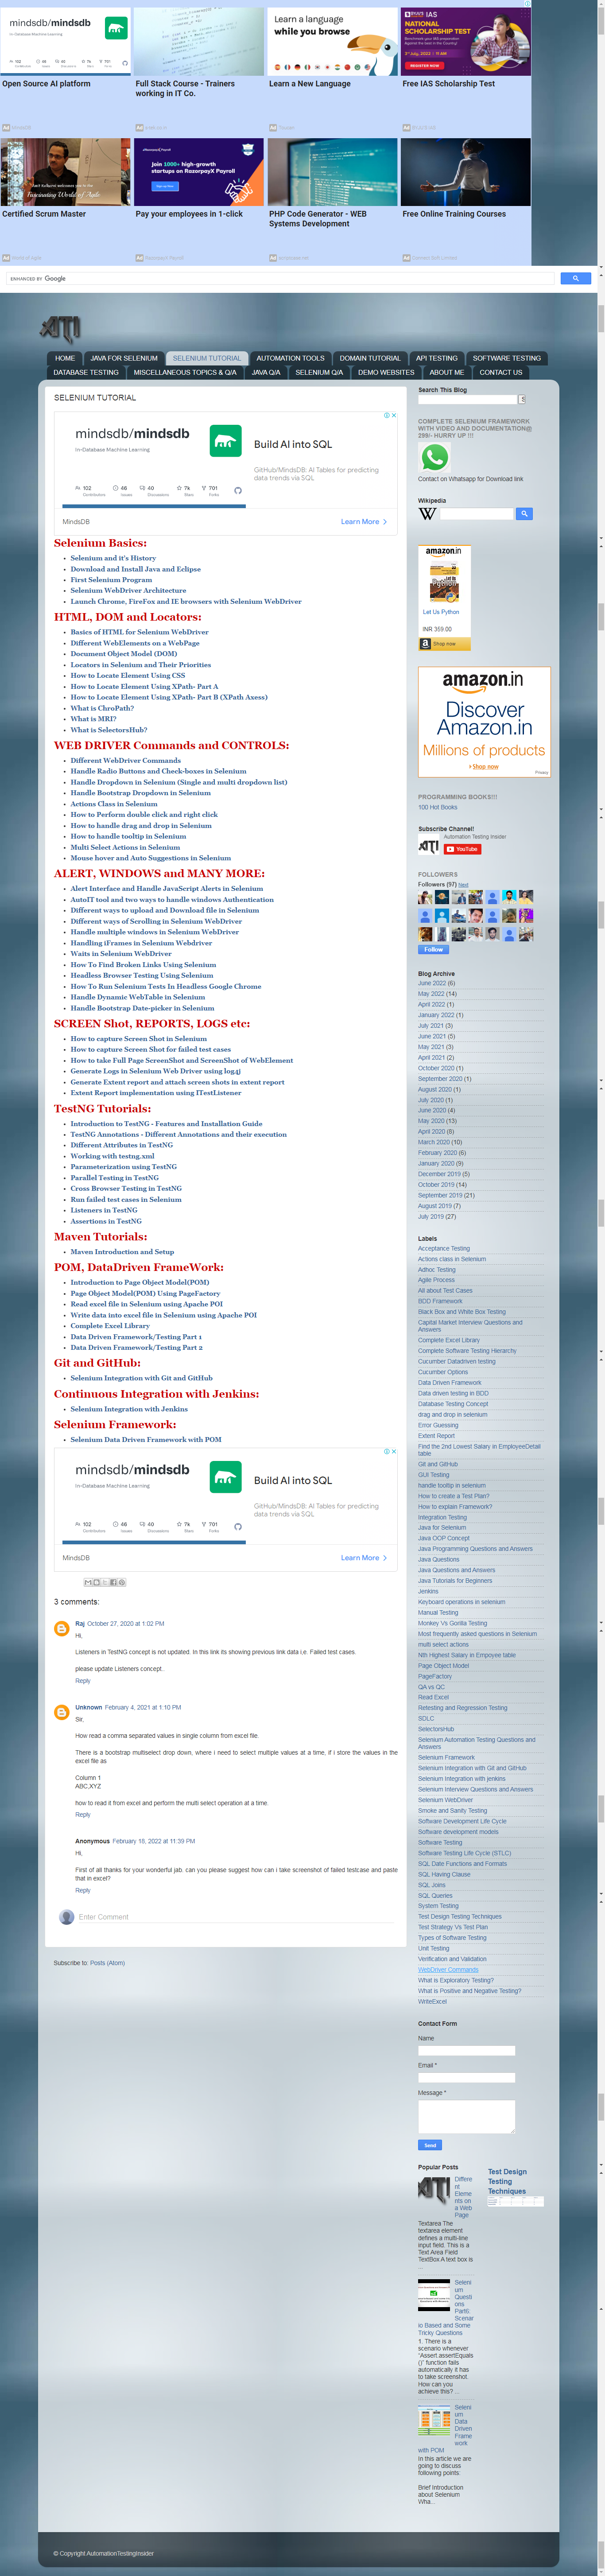 mindsdb/mindsdb
In-Database Machine Learning
Open Source AI platform
Ad MindsDB
Full Stack Course - Trainers working in IT Co.
Learn a language
while you browse
Learn a New Language
Ad Toucan
IAS
NATIONAL
SCHOLARSHIP
TEST
REGISTER NOW
Free IAS Scholarship Test
Fascinating World of Agile
Certified Scrum Master
Ad World of Agile
Join 1000+ high-growth
startups on RazorpayX Payroll
Pay your employees in 1-click
Ad RazorpayX Payroll
PHP Code Generator - WEB Systems Development
Free Online Training Courses
ENHANCED BY Google
ATI
HOME
JAVA FOR SELENIUM
SELENIUM TUTORIAL
AUTOMATION TOOLS
DOMAIN TUTORIAL
API TESTING
SOFTWARE TESTING
DATABASE TESTING
MISCELLANEOUS TOPICS & Q/A
JAVA Q/A
SELENIUM Q/A
DEMO WEBSITES
ABOUT ME
CONTACT US
SELENIUM TUTORIAL
mindsdb/mindsdb
In-Database Machine Learning
102 Contributors
48 Issues
40 Discussions
7k Stars
701 Forks
Build AI into SQL
GitHub/MindsDB: AI Tables for predicting data trends via SQL
MindsDB
Learn More
Selenium Basics:
Selenium and it's History
Download and Install Java and Eclipse
First Selenium Program
Selenium WebDriver Architecture
Launch Chrome, FireFox and IE browsers with Selenium WebDriver
HTML, DOM and Locators:
Basics of HTML for Selenium WebDriver
Different WebElements on a WebPage
Document Object Model (DOM)
Locators in Selenium and Their Priorities
How to Locate Element Using CSS
How to Locate Element Using XPath- Part A
How to Locate Element Using XPath- Part B (XPath Axess)
What is ChroPath?
What is MRI?
What is SelectorsHub?
WEB DRIVER Commands and CONTROLS:
Different WebDriver Commands
Handle Radio Buttons and Check-boxes in Selenium
Handle Dropdown in Selenium (Single and multi dropdown list)
Handle Bootstrap Dropdown in Selenium
Actions Class in Selenium
How to Perform double click and right click
How to handle drag and drop in Selenium
How to handle tooltip in Selenium
Multi Select Actions in Selenium
Mouse hover and Auto Suggestions in Selenium
ALERT, WINDOWS and MANY MORE:
Alert Interface and Handle JavaScript Alerts in Selenium
AutoIT tool and two ways to handle windows Authentication
Different ways to upload and Download file in Selenium
Different ways of Scrolling in Selenium WebDriver
Handle multiple windows in Selenium WebDriver
Handling iFrames in Selenium Webdriver
Waits in Selenium WebDriver
How To Find Broken Links Using Selenium
Headless Browser Testing Using Selenium
How To Run Selenium Tests In Headless Google Chrome
Handle Dynamic WebTable in Selenium
Handle Bootstrap Date-picker in Selenium
SCREEN Shot, REPORTS, LOGS etc:
How to capture Screen Shot in Selenium
How to capture Screen Shot for failed test cases
How to take Full Page ScreenShot and ScreenShot of WebElement
Generate Logs in Selenium Web Driver using log4j
Generate Extent report and attach screen shots in extent report
Extent Report implementation using ITestListener
TestNG Tutorials:
Introduction to TestNG - Features and Installation Guide
TestNG Annotations - Different Annotations and their execution
Different Attributes in TestNG
Working with testng.xml
Parameterization using TestNG
Parallel Testing in TestNG
Cross Browser Testing in TestNG
Run failed test cases in Selenium
Listeners in TestNG
Assertions in TestNG
Maven Tutorials:
Maven Introduction and Setup
POM, DataDriven FrameWork:
Introduction to Page Object Model(POM)
Page Object Model(POM) Using PageFactory
Read excel file in Selenium using Apache POI
Write data into excel file in Selenium using Apache POI
Complete Excel Library
Data Driven Framework/Testing Part 1
Data Driven Framework/Testing Part 2
Git and GitHub:
Selenium Integration with Git and GitHub
Continuous Integration with Jenkins:
Selenium Integration with Jenkins
Selenium Framework:
Selenium Data Driven Framework with POM
mindsdb/mindsdb
In-Database Machine Learning
102 Contributors
48 Issues
40 Discussions
7k Stars
701 Forks
Build AI into SQL
GitHub/MindsDB: AI Tables for predicting data trends via SQL
MindsDB
Learn More
3 comments:
Raj October 27, 2020 at 1:02 PM
Hi,
Listeners in TestNG concept is not updated. In this link its showing previous link data i.e. Failed test cases.
please update Listeners concept..
Reply
Unknown February 4, 2021 at 1:10 PM
Sir,
How read a comma separated values in single column from excel file.
There is a bootstrap multiselect drop down, where i need to select multiple values at a time, if i store the values in the excel file as
Column 1
ABC,XYZ
how to read it from excel and perform the multi select operation at a time.
Reply
Anonymous February 18, 2022 at 11:39 PM
Hi,
First of all thanks for your wonderful jab. can you please suggest how can i take screenshot of failed testcase and paste that in excel?
Reply
Enter Comment
Subscribe to: Posts (Atom)
Search This Blog
COMPLETE SELENIUM FRAMEWORK WITH VIDEO AND DOCUMENTATION@ 299/- HURRY UP !!!
Contact on Whatsapp for Download link
Wikipedia
amazon.in
Python
Let Us Python
INR 359.00
Shop now
amazon.in
Discover
Amazon.in
Millions of products
Shop now
Privacy
PROGRAMMING BOOKS!!!
100 Hot Books
Subscribe Channel!
Automation Testing Insider
YouTube
FOLLOWERS
Followers (97) Next
Follow
Blog Archive
June 2022 (6)
May 2022 (14)
April 2022 (1)
January 2022 (1)
July 2021 (3)
June 2021 (5)
May 2021 (3)
April 2021 (2)
October 2020 (1)
September 2020 (1)
August 2020 (1)
July 2020 (1)
June 2020 (4)
May 2020 (13)
April 2020 (8)
March 2020 (10)
February 2020 (6)
January 2020 (9)
December 2019 (5)
October 2019 (14)
September 2019 (21)
August 2019 (7)
July 2019 (27)
Labels
Acceptance Testing
Actions class in Selenium
Adhoc Testing
Agile Process
All about Test Cases
BDD Framework
Black Box and White Box Testing
Capital Market Interview Questions and Answers
Complete Excel Library
Complete Software Testing Hierarchy
Cucumber Datadriven testing
Cucumber Options
Data Driven Framework
Data driven testing in BDD
Database Testing Concept
drag and drop in selenium
Error Guessing
Extent Report
Find the 2nd Lowest Salary in EmployeeDetail table
Git and GitHub
GUI Testing
handle tooltip in selenium
How to create a Test Plan?
How to explain Framework?
Integration Testing
Java for Selenium
Java OOP Concept
Java Programming Questions and Answers
Java Questions
Java Questions and Answers
Java Tutorials for Beginners
Jenkins
Keyboard operations in selenium
Manual Testing
Monkey Vs Gorilla Testing
Most frequently asked questions in Selenium
multi select actions
Nth Highest Salary in Empoyee table
Page Object Model
PageFactory
QA vs QC
Read Excel
Retesting and Regression Testing
SDLC
SelectorsHub
Selenium Automation Testing Questions and Answers
Selenium Framework
Selenium Integration with Git and GitHub
Selenium Integration with jenkins
Selenium Interview Questions and Answers
Selenium WebDriver
Smoke and Sanity Testing
Software Development Life Cycle
Software development models
Software Testing
Software Testing Life Cycle (STLC)
SQL Date Functions and Formats
SQL Having Clause
SQL Joins
SQL Queries
System Testing
Test Design Testing Techniques
Test Strategy Vs Test Plan
Types of Software Testing
Unit Testing
Verification and Validation
WebDriver Commands
What is Exploratory Testing?
What is Positive and Negative Testing?
WriteExcel
Contact Form
Name
Email *
Message *
Send
Popular Posts
Different Elements on a Web Page
Textarea The textarea element defines a multi-line input field. This is a Text Area Field TextBox A text box is ...
Selenium Questions Part6\ Scenario Based and Some Tricky Questions
1. There is a scenario whenever "Assert.assertEquals()" function fails automatically it has to take screenshot. How can you achieve this? ...
Selenium Data Driven Framework with POM
In this article we are going to discuss following points:
Brief Introduction about Selenium Wha...
Test Design Testing Techniques
© Copyright AutomationTestingInsider